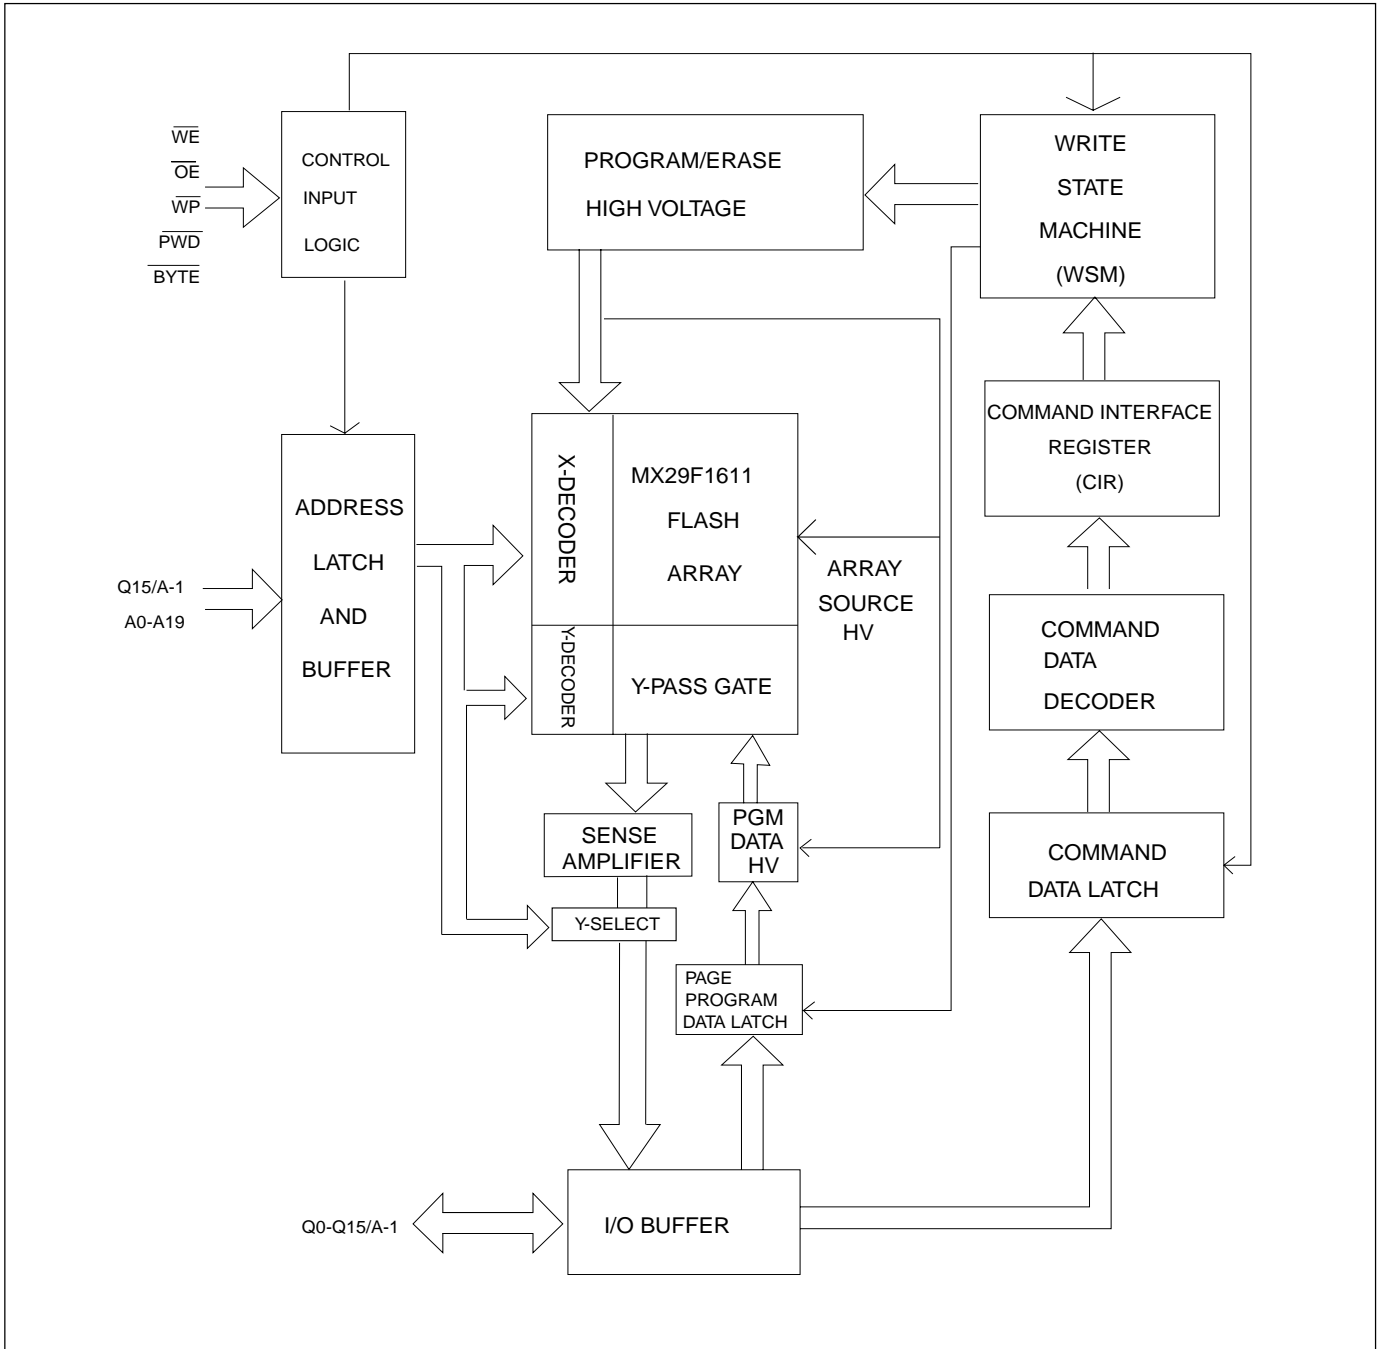 WE
OE
WP
PWD
BYTE
CONTROL
INPUT
LOGIC
PROGRAM/ERASE
HIGH VOLTAGE
WRITE
STATE
MACHINE
(WSM)
COMMAND INTERFACE
REGISTER
(CIR)
ADDRESS
LATCH
AND
BUFFER
Q15/A-1
A0-A19
X-DECODER
MX29F1611
FLASH
ARRAY
Y-DECODER
Y-PASS GATE
ARRAY
SOURCE
HV
COMMAND
DATA
DECODER
SENSE
AMPLIFIER
PGM
DATA
HV
Y-SELECT
COMMAND
DATA LATCH
PAGE
PROGRAM
DATA LATCH
Q0-Q15/A-1
I/O BUFFER